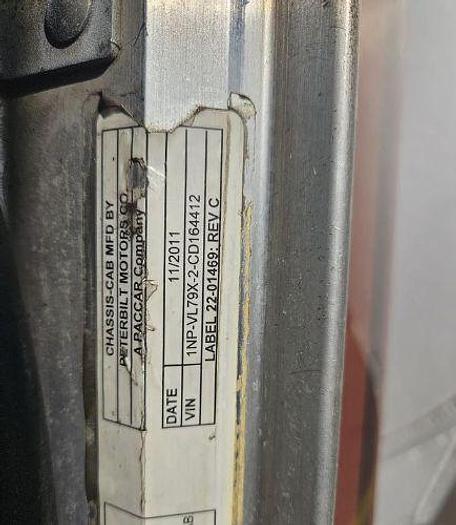 CHASSIS-CAB MFD BY
PETERBILT MOTORS CO
A PACCAR Company
DATE 11/2011
VIN 1NP-VL79X-2-CD164412
LABEL 22-01469: REV C